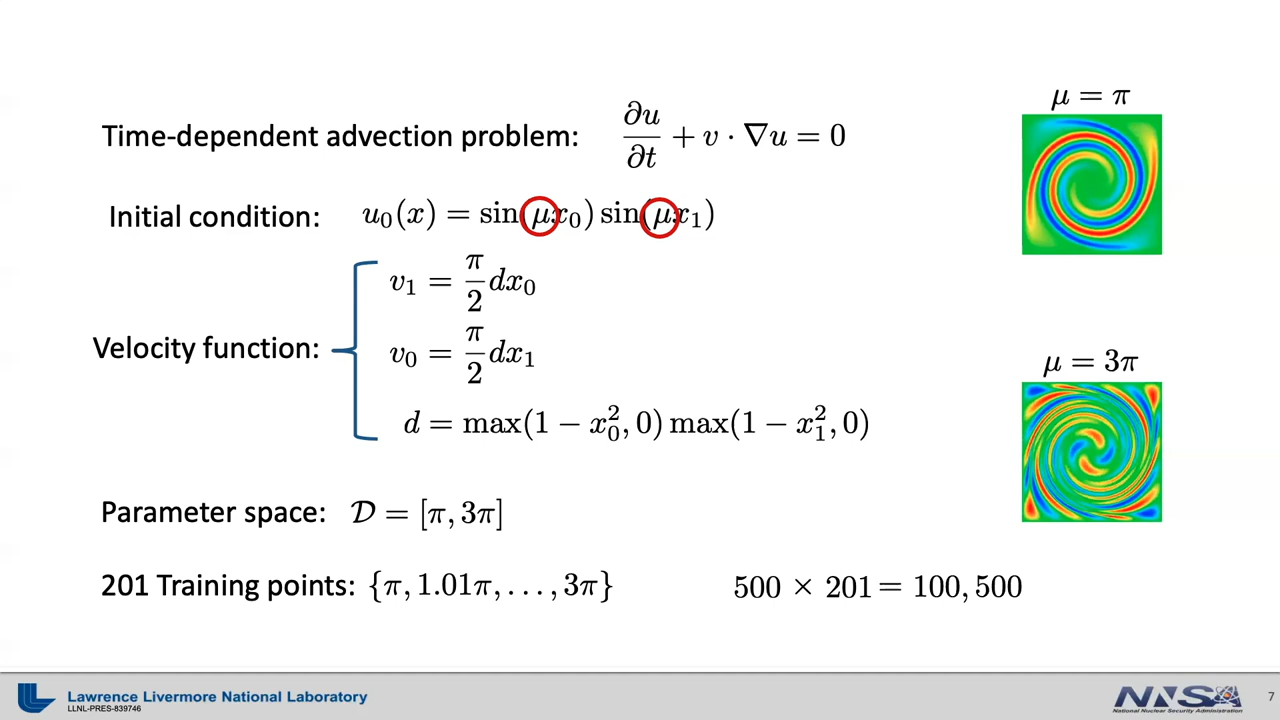 Time-dependent advection problem: ∂u/∂t + v · ∇u = 0
Initial condition: u₀(x) = sin(μx₀) sin(μx₁)
Velocity function:
v₁ = π/2 dx₀
v₀ = π/2 dx₁
d = max(1 − x₀², 0) max(1 − x₁², 0)
Parameter space: 𝒟 = [π, 3π]
201 Training points: {π, 1.01π, . . . , 3π}
500 × 201 = 100, 500
μ = π
μ = 3π
Lawrence Livermore National Laboratory
LLNL-PRES-839746
NNSA
National Nuclear Security Administration
7